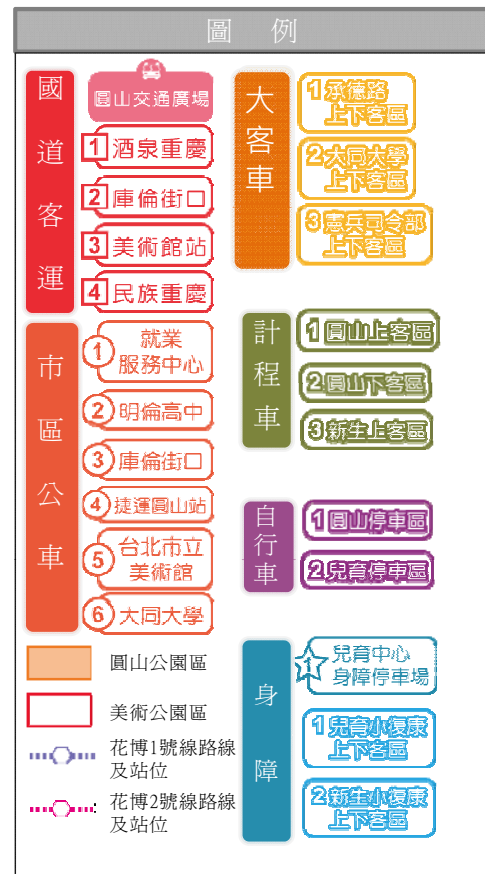 圖 例
國道客運
圓山交通廣場
1 酒泉重慶
2 庫倫街口
3 美術館站
4 民族重慶
市區公車
1 就業
服務中心
2 明倫高中
3 庫倫街口
4 捷運圓山站
5 台北市立
美術館
6 大同大學
圓山公園區
美術公園區
花博1號線路線
及站位
花博2號線路線
及站位
大客車
1 承德路
上下客區
2 大同大學
上下客區
3 憲兵司令部
上下客區
計程車
1 圓山上客區
2 圓山下客區
3 新生上客區
自行車
1 圓山停車區
2 兒育停車區
身障
1 兒育中心
身障停車場
1 兒育小復康
上下客區
2 新生小復康
上下客區